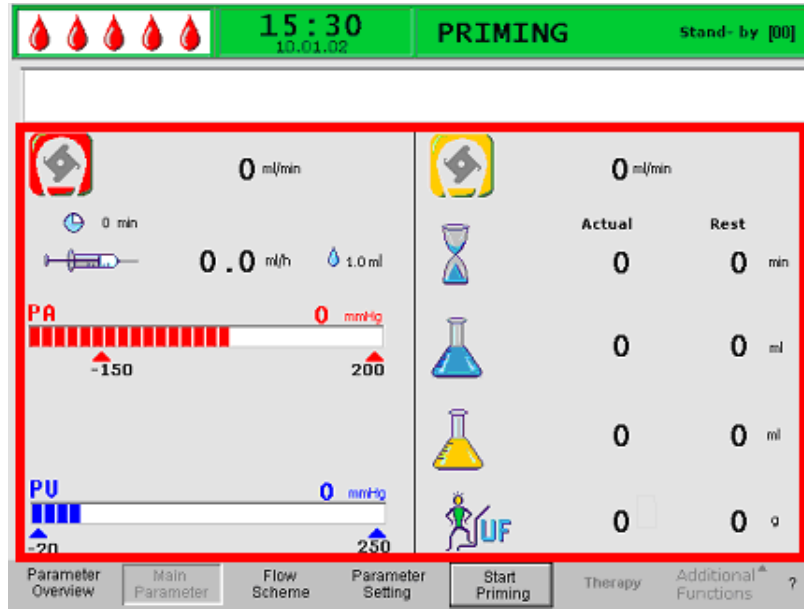 15:30
10.01.02
PRIMING
Stand- by [00]
0 ml/min
0 min
0.0 ml/h
1.0 ml
PA 0 mmHg
-150 200
PU 0 mmHg
-20 250
0 ml/min
Actual Rest
0 0 min
0 0 ml
0 0 ml
UF 0 0 g
Parameter Overview
Main Parameter
Flow Scheme
Parameter Setting
Start Priming
Therapy
Additional Functions
?